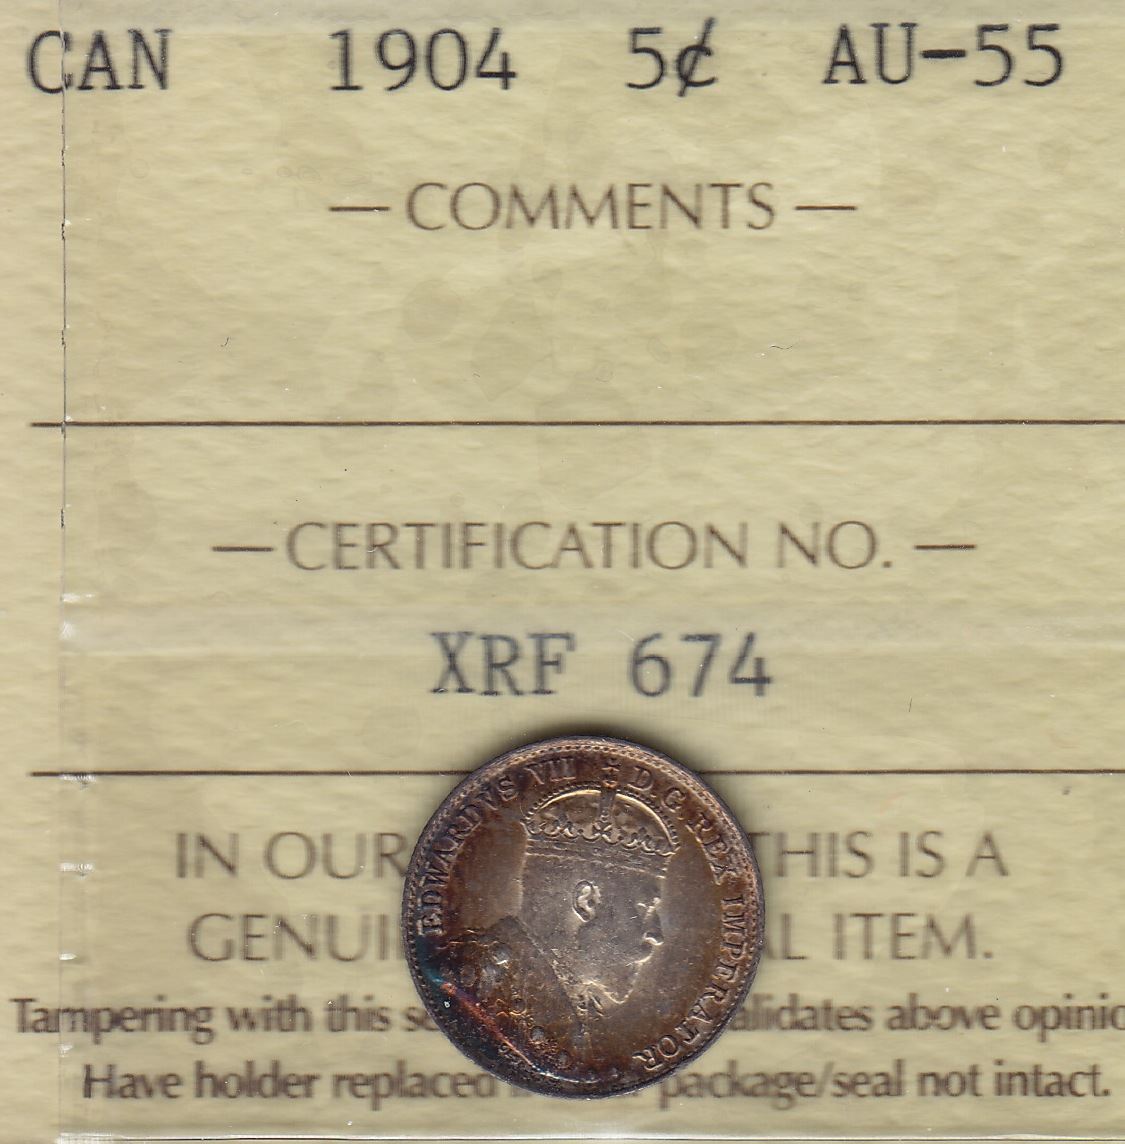 CAN 1904 5¢ AU-55
— COMMENTS —
— CERTIFICATION NO. —
XRF 674
EDWARDVS VII D.G. REX IMPERATOR
IN OUR THIS IS A
GENUI L ITEM.
Tampering with this se alidates above opinio
Have holder replaced package/seal not intact.